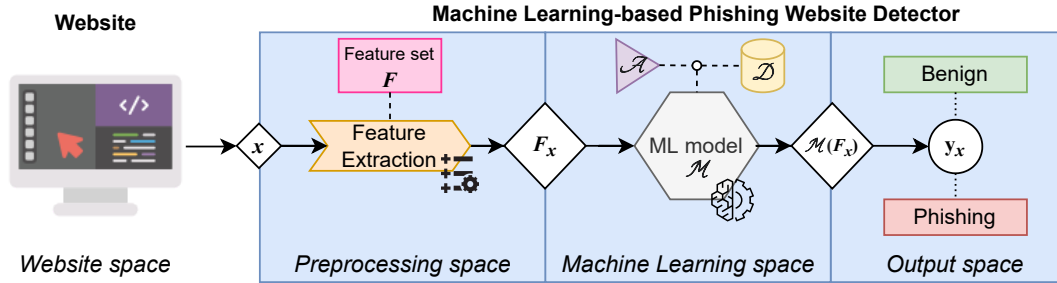 Website
Machine Learning-based Phishing Website Detector
Feature set
F
𝒜
𝒟
Benign
</>
x
Feature
Extraction
F_x
ML model
ℳ
ℳ(F_x)
y_x
Phishing
Website space
Preprocessing space
Machine Learning space
Output space